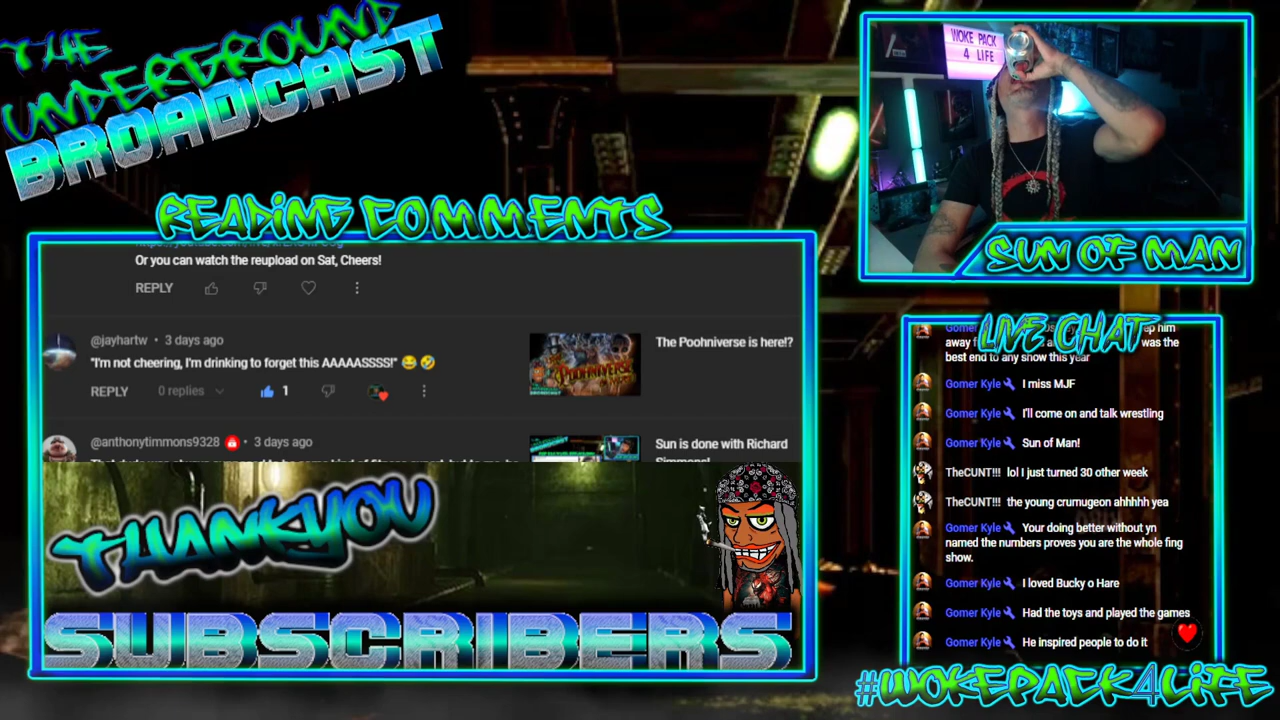 THE
UNDERGROUND
BROADCAST
WOKE PACK
4 LIFE
READING COMMENTS
SUN OF MAN
Or you can watch the reupload on Sat, Cheers!
REPLY
@jayhartw • 3 days ago
"I'm not cheering, I'm drinking to forget this AAAAASSSS!" 😂🤣
REPLY 0 replies 1
The Poohniverse is here!?
@anthonytimmons9328 • 3 days ago
Sun is done with Richard
Simmons!
THANKYOU
SUBSCRIBERS
LIVE CHAT
Gomer
him
away
was the
best end to any show this year
Gomer Kyle I miss MJF
Gomer Kyle I'll come on and talk wrestling
Gomer Kyle Sun of Man!
TheCUNT!!! lol I just turned 30 other week
TheCUNT!!! the young crumugeon ahhhhh yea
Gomer Kyle Your doing better without yn
named the numbers proves you are the whole fing
show.
Gomer Kyle I loved Bucky o Hare
Gomer Kyle Had the toys and played the games
Gomer Kyle He inspired people to do it
#WOKEPACK4LIFE